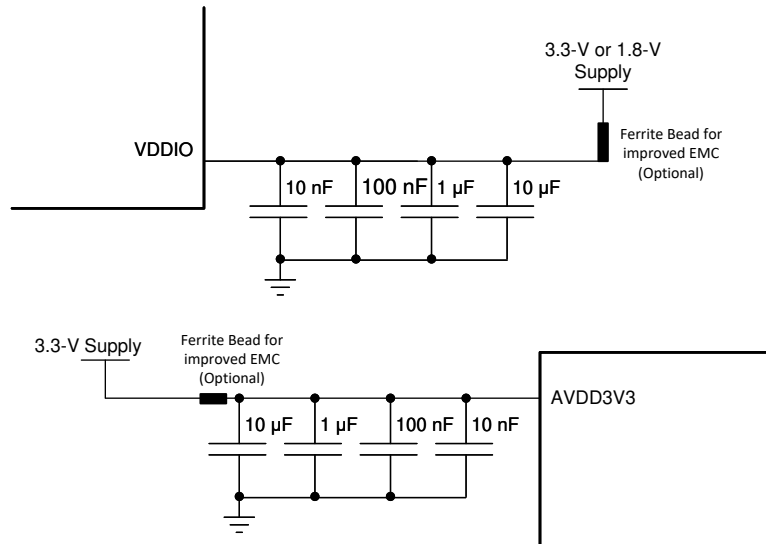 3.3-V or 1.8-V
Supply
Ferrite Bead for
improved EMC
(Optional)
VDDIO
10 nF
100 nF
1 µF
10 µF
3.3-V Supply
Ferrite Bead for
improved EMC
(Optional)
AVDD3V3
10 µF
1 µF
100 nF
10 nF